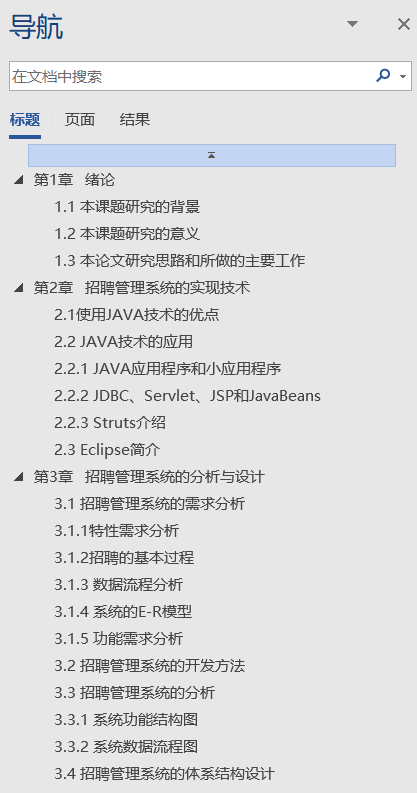 导航
在文档中搜索
标题 页面 结果
第1章 绪论
1.1 本课题研究的背景
1.2 本课题研究的意义
1.3 本论文研究思路和所做的主要工作
第2章 招聘管理系统的实现技术
2.1使用JAVA技术的优点
2.2 JAVA技术的应用
2.2.1 JAVA应用程序和小应用程序
2.2.2 JDBC、Servlet、JSP和JavaBeans
2.2.3 Struts介绍
2.3 Eclipse简介
第3章 招聘管理系统的分析与设计
3.1 招聘管理系统的需求分析
3.1.1特性需求分析
3.1.2招聘的基本过程
3.1.3 数据流程分析
3.1.4 系统的E-R模型
3.1.5 功能需求分析
3.2 招聘管理系统的开发方法
3.3 招聘管理系统的分析
3.3.1 系统功能结构图
3.3.2 系统数据流程图
3.4 招聘管理系统的体系结构设计